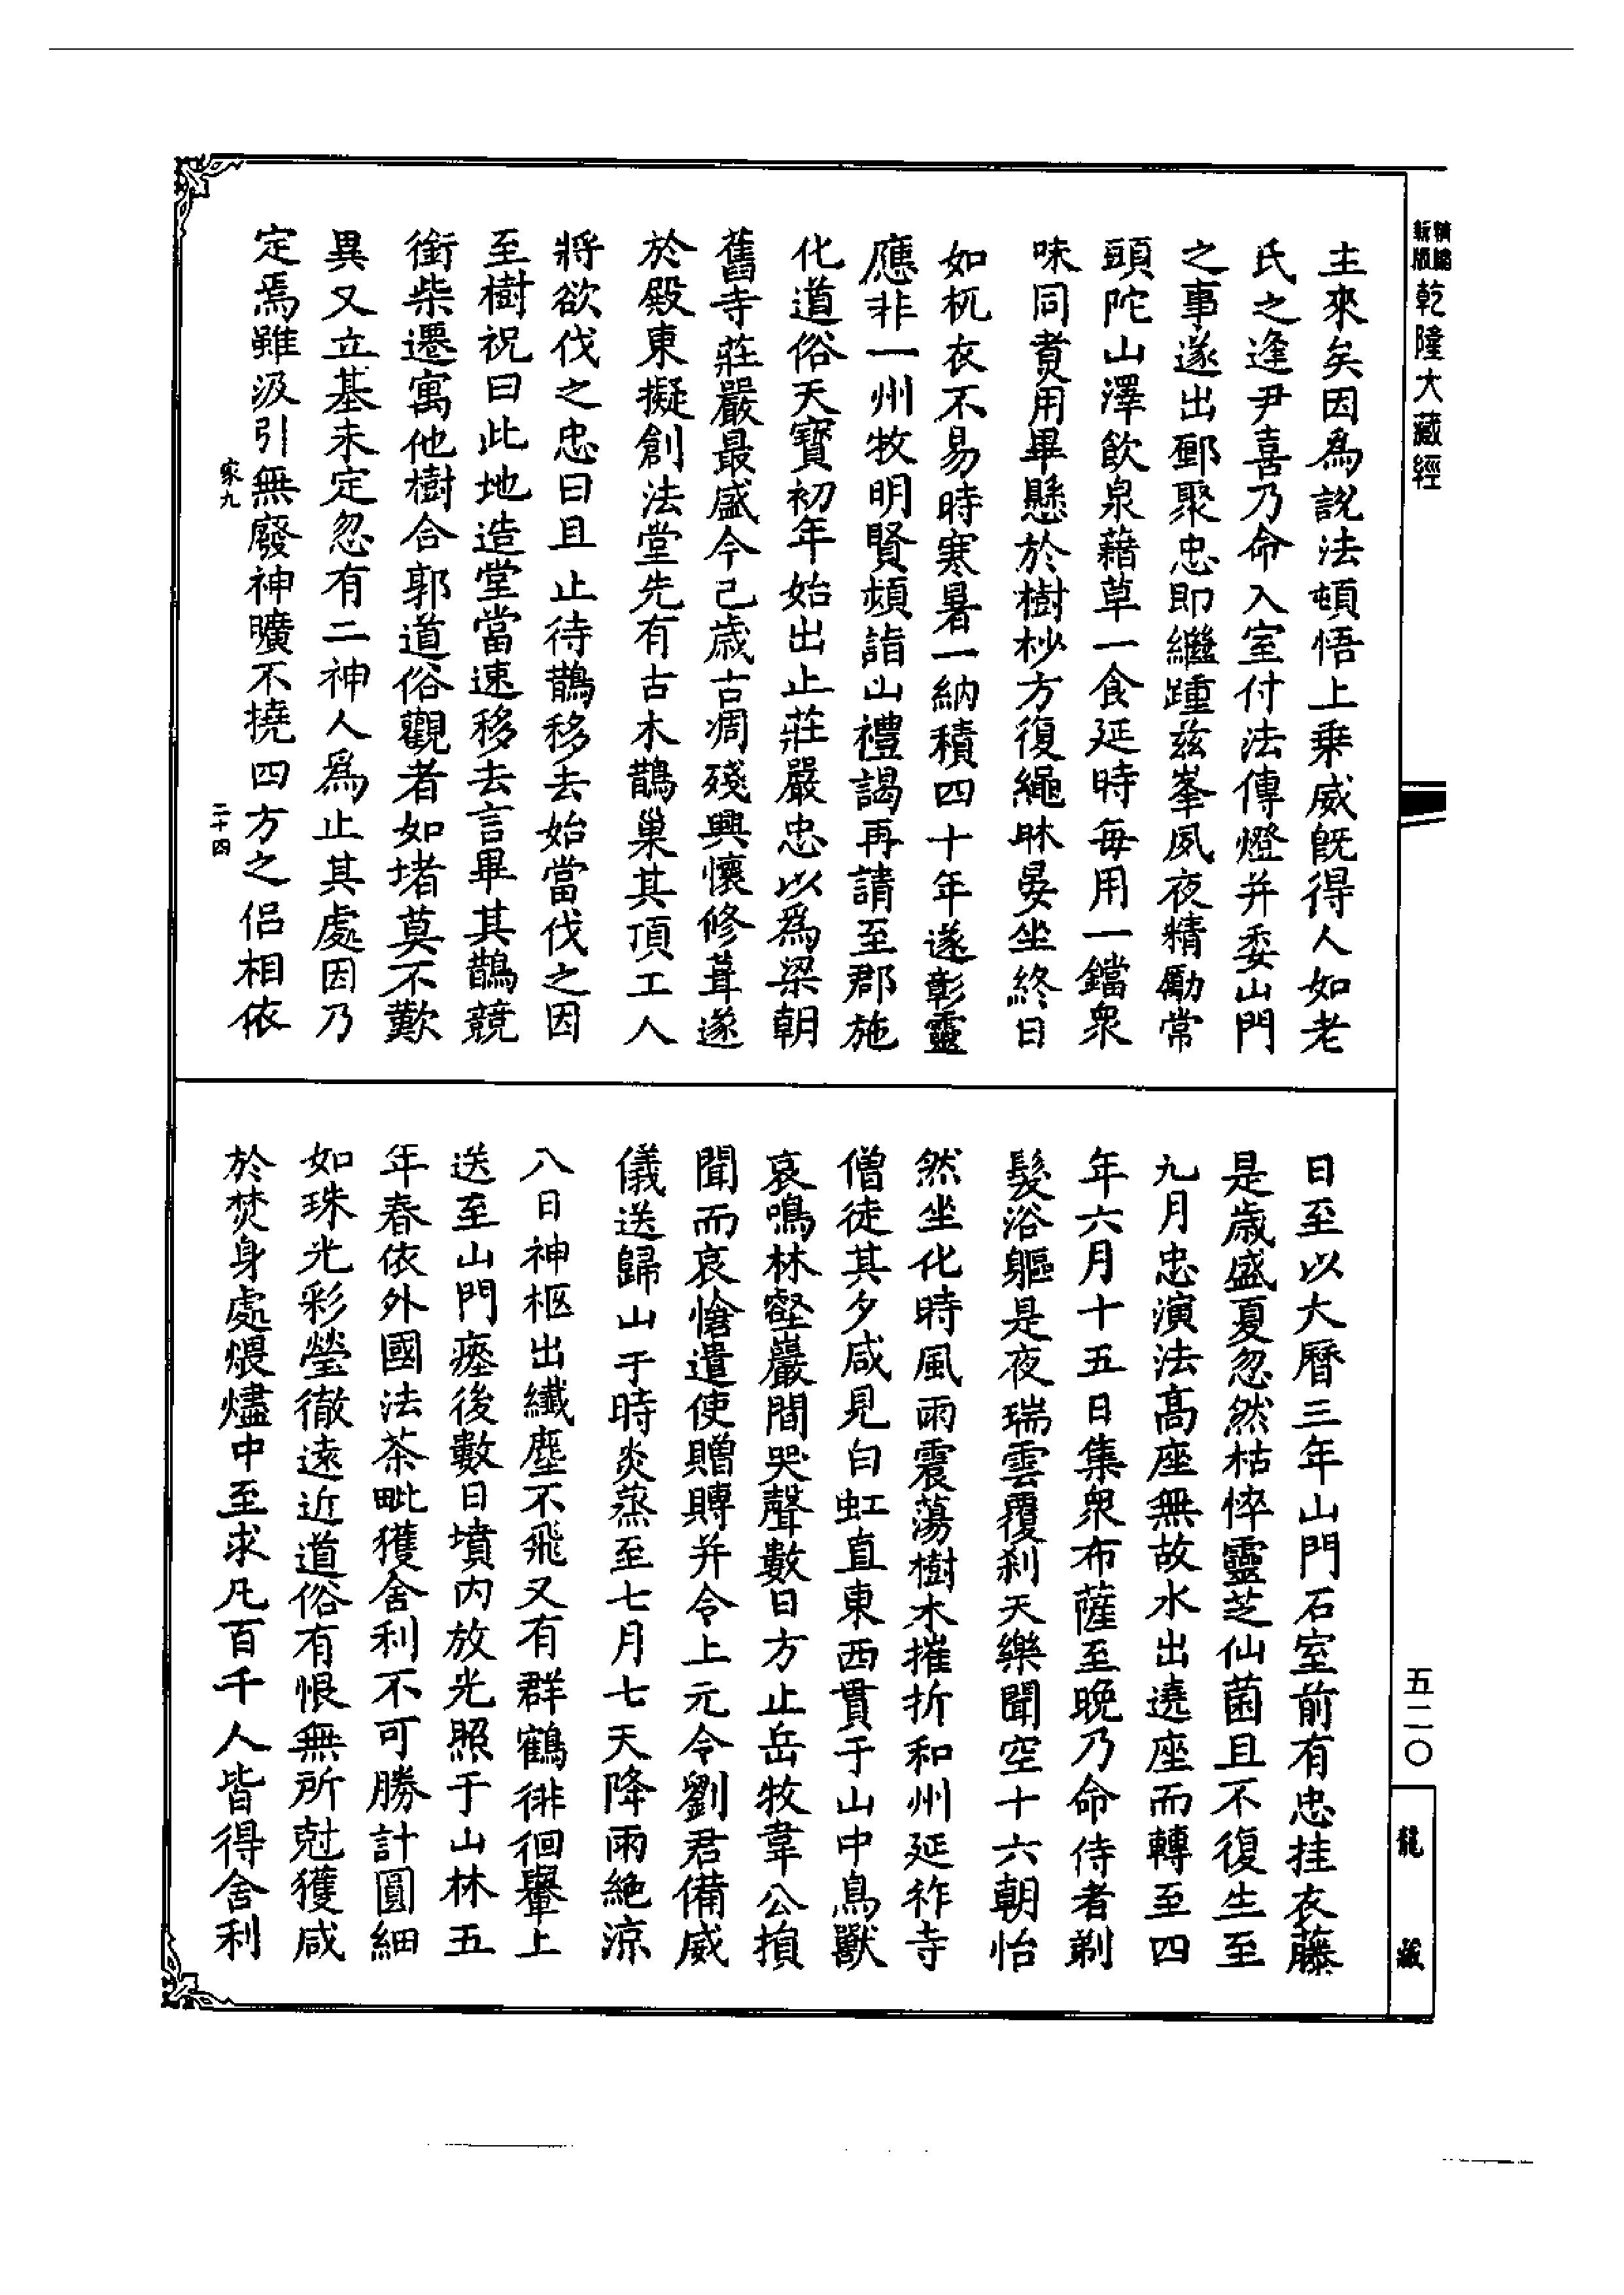 新版 精編 乾隆大藏經
主來矣因為說法頓悟上乗威旣得人如老
氏之逢尹喜乃命入室付法傳燈并委山門
之事遂出鄄聚忠即繼踵兹峯夙夜精勵常
頭陀山澤飲泉藉草一食延時每用一鐺衆
味同煑用畢懸於樹杪方復繩牀晏坐終日
如杌衣不易時寒暑一納積四十年遂彰靈
應非一州牧明賢頻詣山禮謁再請至郡施
化道俗天寶初年始出止莊嚴忠以為梁朝
舊寺莊嚴最盛今己歲古凋殘興懷修葺遂
於殿東擬創法堂先有古木鵲巢其頂工人
將欲伐之忠曰且止待鵲移去始當伐之因
至樹祝曰此地造堂當速移去言畢其鵲競
銜柴遷寓他樹合郭道俗觀者如堵莫不歎
異又立基未定忽有二神人為止其處因乃
定焉雖汲引無廢神曠不撓四方之侶相依
家九
二十四
日至以大曆三年山門石室前有忠挂衣藤
是歲盛夏忽然枯悴靈芝仙菌且不復生至
九月忠演法高座無故水出遶座而轉至四
年六月十五日集衆布薩至晚乃命侍者剃
髮浴軀是夜瑞雲覆刹天樂聞空十六朝怡
然坐化時風雨震蕩樹木摧折和州延祚寺
僧徒其夕咸見白虹直東西貫于山中鳥獸
哀鳴林壑巖間哭聲數日方止岳牧韋公損
聞而哀愴遣使贈賻并令上元令劉君備威
儀送歸山于時炎蒸至七月七天降雨絶涼
八日神柩出纖塵不飛又有群鶴徘徊轝上
送至山門瘞後數日墳内放光照于山林五
年春依外國法茶毗獲舍利不可勝計圓細
如珠光彩瑩徹遠近道俗有恨無所尅獲咸
於焚身處煨燼中至求凡百千人皆得舍利
五二〇
龍藏